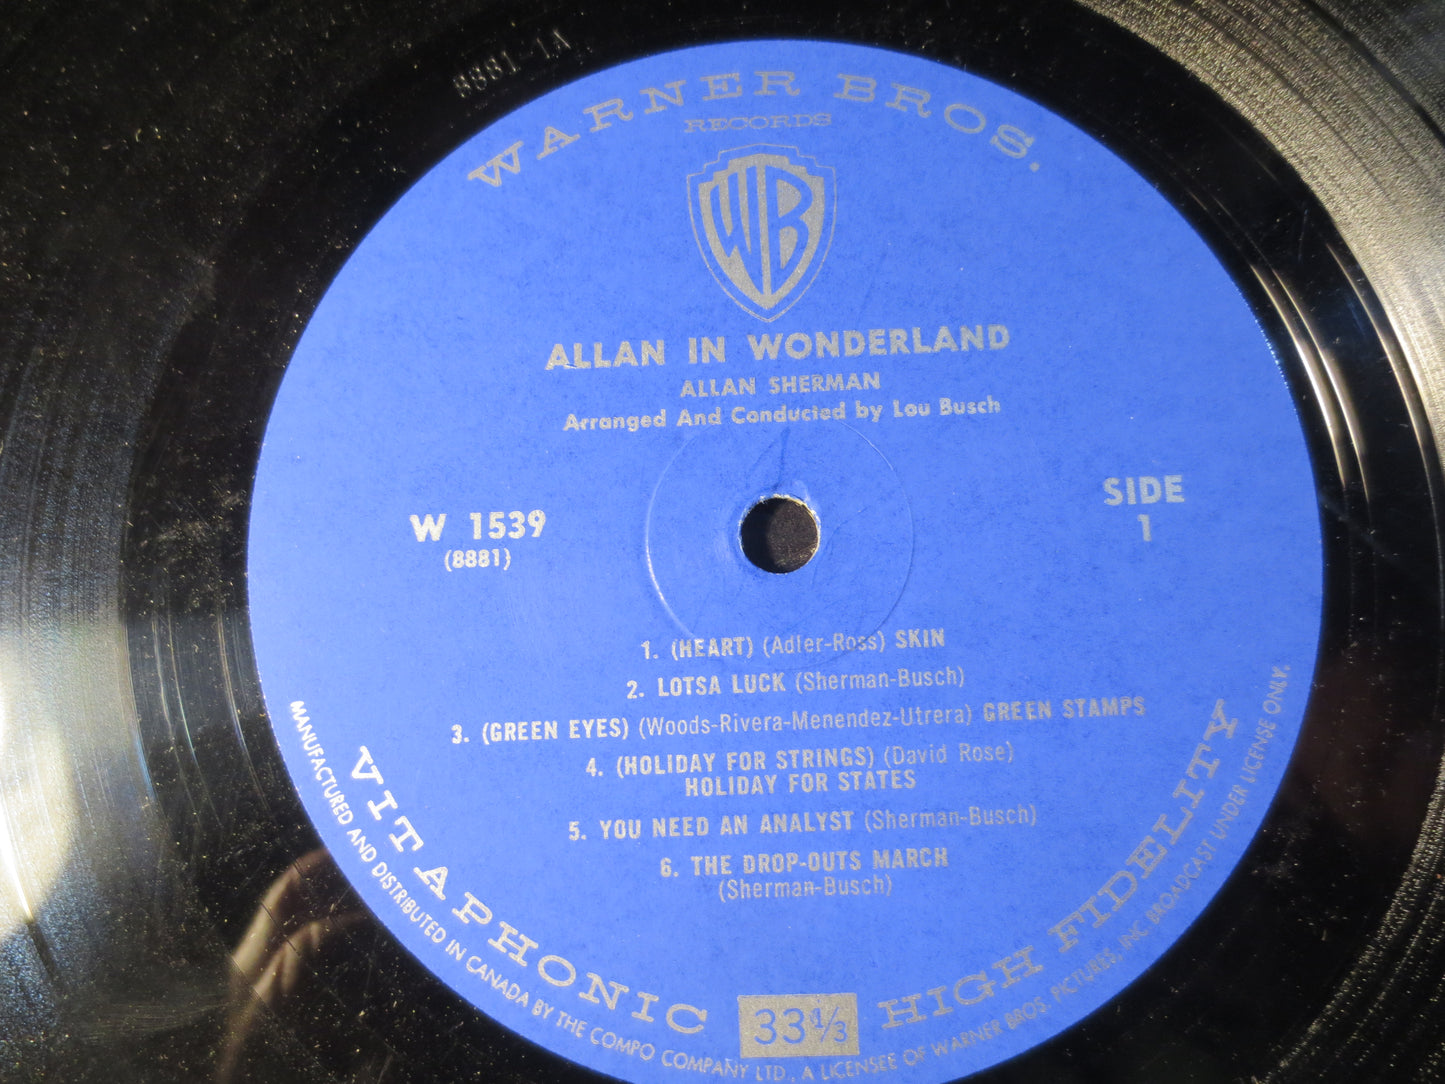 8881-1A
WARNER BROS.
RECORDS
WB
ALLAN IN WONDERLAND
ALLAN SHERMAN
Arranged And Conducted by Lou Busch
W 1539
(8881)
SIDE
1
1. (HEART) (Adler-Ross) SKIN
2. LOTSA LUCK (Sherman-Busch)
3. (GREEN EYES) (Woods-Rivera-Menendez-Utrera) GREEN STAMPS
4. (HOLIDAY FOR STRINGS) (David Rose)
HOLIDAY FOR STATES
5. YOU NEED AN ANALYST (Sherman-Busch)
6. THE DROP-OUTS MARCH
(Sherman-Busch)
VITAPHONIC HIGH FIDELITY
33 1/3
MANUFACTURED AND DISTRIBUTED IN CANADA BY THE COMPO COMPANY LTD., A LICENSEE OF WARNER BROS. PICTURES, INC. BROADCAST UNDER LICENSE ONLY.